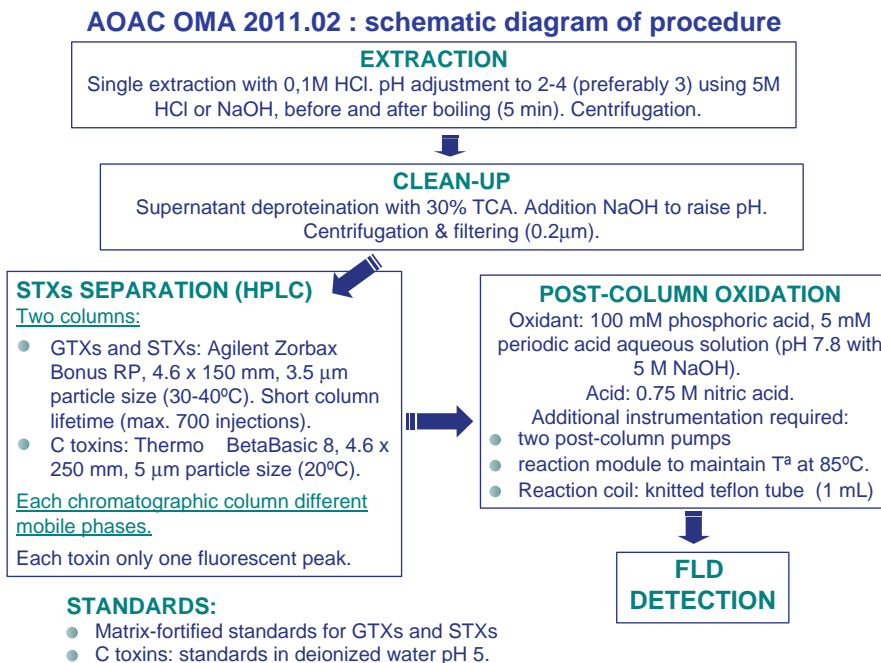 AOAC OMA 2011.02 : schematic diagram of procedure
EXTRACTION
Single extraction with 0,1M HCl. pH adjustment to 2-4 (preferably 3) using 5M
HCl or NaOH, before and after boiling (5 min). Centrifugation.
CLEAN-UP
Supernatant deproteination with 30% TCA. Addition NaOH to raise pH.
Centrifugation & filtering (0.2μm).
STXs SEPARATION (HPLC)
Two columns:
GTXs and STXs: Agilent Zorbax
Bonus RP, 4.6 x 150 mm, 3.5 μm
particle size (30-40ºC). Short column
lifetime (max. 700 injections).
C toxins: Thermo BetaBasic 8, 4.6 x
250 mm, 5 μm particle size (20ºC).
Each chromatographic column different
mobile phases.
Each toxin only one fluorescent peak.
POST-COLUMN OXIDATION
Oxidant: 100 mM phosphoric acid, 5 mM
periodic acid aqueous solution (pH 7.8 with
5 M NaOH).
Acid: 0.75 M nitric acid.
Additional instrumentation required:
two post-column pumps
reaction module to maintain Tª at 85ºC.
Reaction coil: knitted teflon tube (1 mL)
FLD
DETECTION
STANDARDS:
Matrix-fortified standards for GTXs and STXs
C toxins: standards in deionized water pH 5.